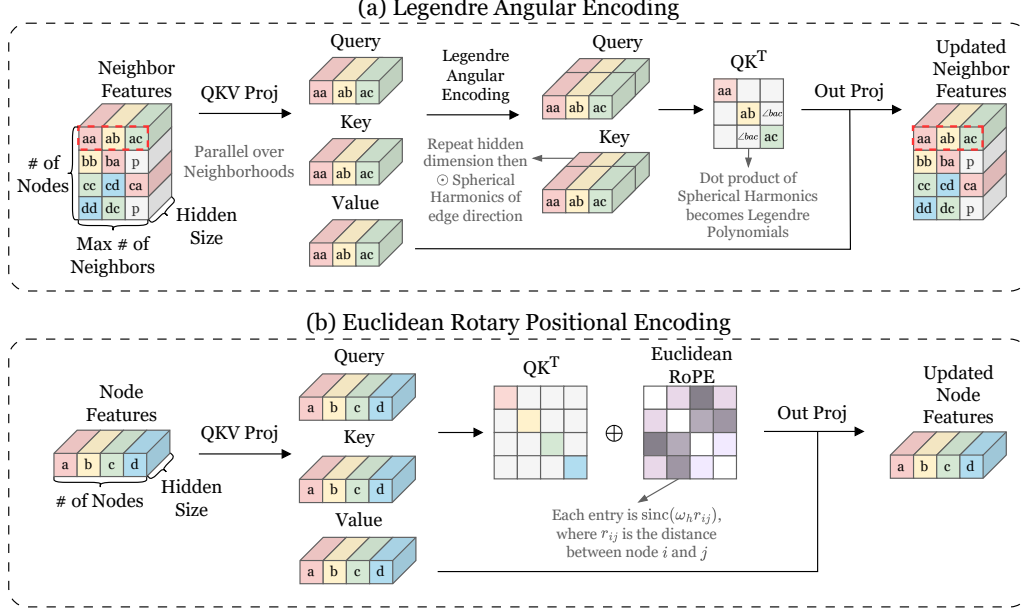 (a) Legendre Angular Encoding
Neighbor
Features
aa ab ac
bb ba p
cc cd ca
dd dc p
# of
Nodes
Max # of
Neighbors
Hidden
Size
QKV Proj
Parallel over
Neighborhoods
Query
aa ab ac
Key
aa ab ac
Value
aa ab ac
Legendre
Angular
Encoding
Repeat hidden
dimension then
⊙ Spherical
Harmonics of
edge direction
Query
aa ab ac
Key
aa ab ac
QK^T
aa
ab ∠bac
∠bac ac
Dot product of
Spherical Harmonics
becomes Legendre
Polynomials
Out Proj
Updated
Neighbor
Features
aa ab ac
bb ba p
cc cd ca
dd dc p
(b) Euclidean Rotary Positional Encoding
Node
Features
a b c d
# of Nodes
Hidden
Size
QKV Proj
Query
a b c d
Key
a b c d
Value
a b c d
QK^T
⊕
Euclidean
RoPE
Each entry is sinc(ω_h r_ij),
where r_ij is the distance
between node i and j
Out Proj
Updated
Node
Features
a b c d